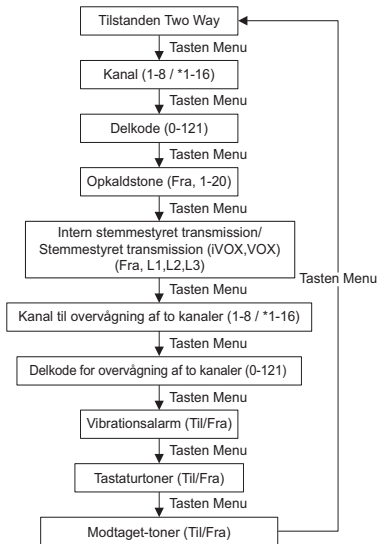 Tilstanden Two Way
Tasten Menu
Kanal (1-8 / *1-16)
Tasten Menu
Delkode (0-121)
Tasten Menu
Opkaldstone (Fra, 1-20)
Tasten Menu
Intern stemmestyret transmission/
Stemmestyret transmission (iVOX,VOX)
(Fra, L1,L2,L3)
Tasten Menu
Tasten Menu
Kanal til overvågning af to kanaler (1-8 / *1-16)
Tasten Menu
Delkode for overvågning af to kanaler (0-121)
Tasten Menu
Vibrationsalarm (Til/Fra)
Tasten Menu
Tastaturtoner (Til/Fra)
Tasten Menu
Modtaget-toner (Til/Fra)